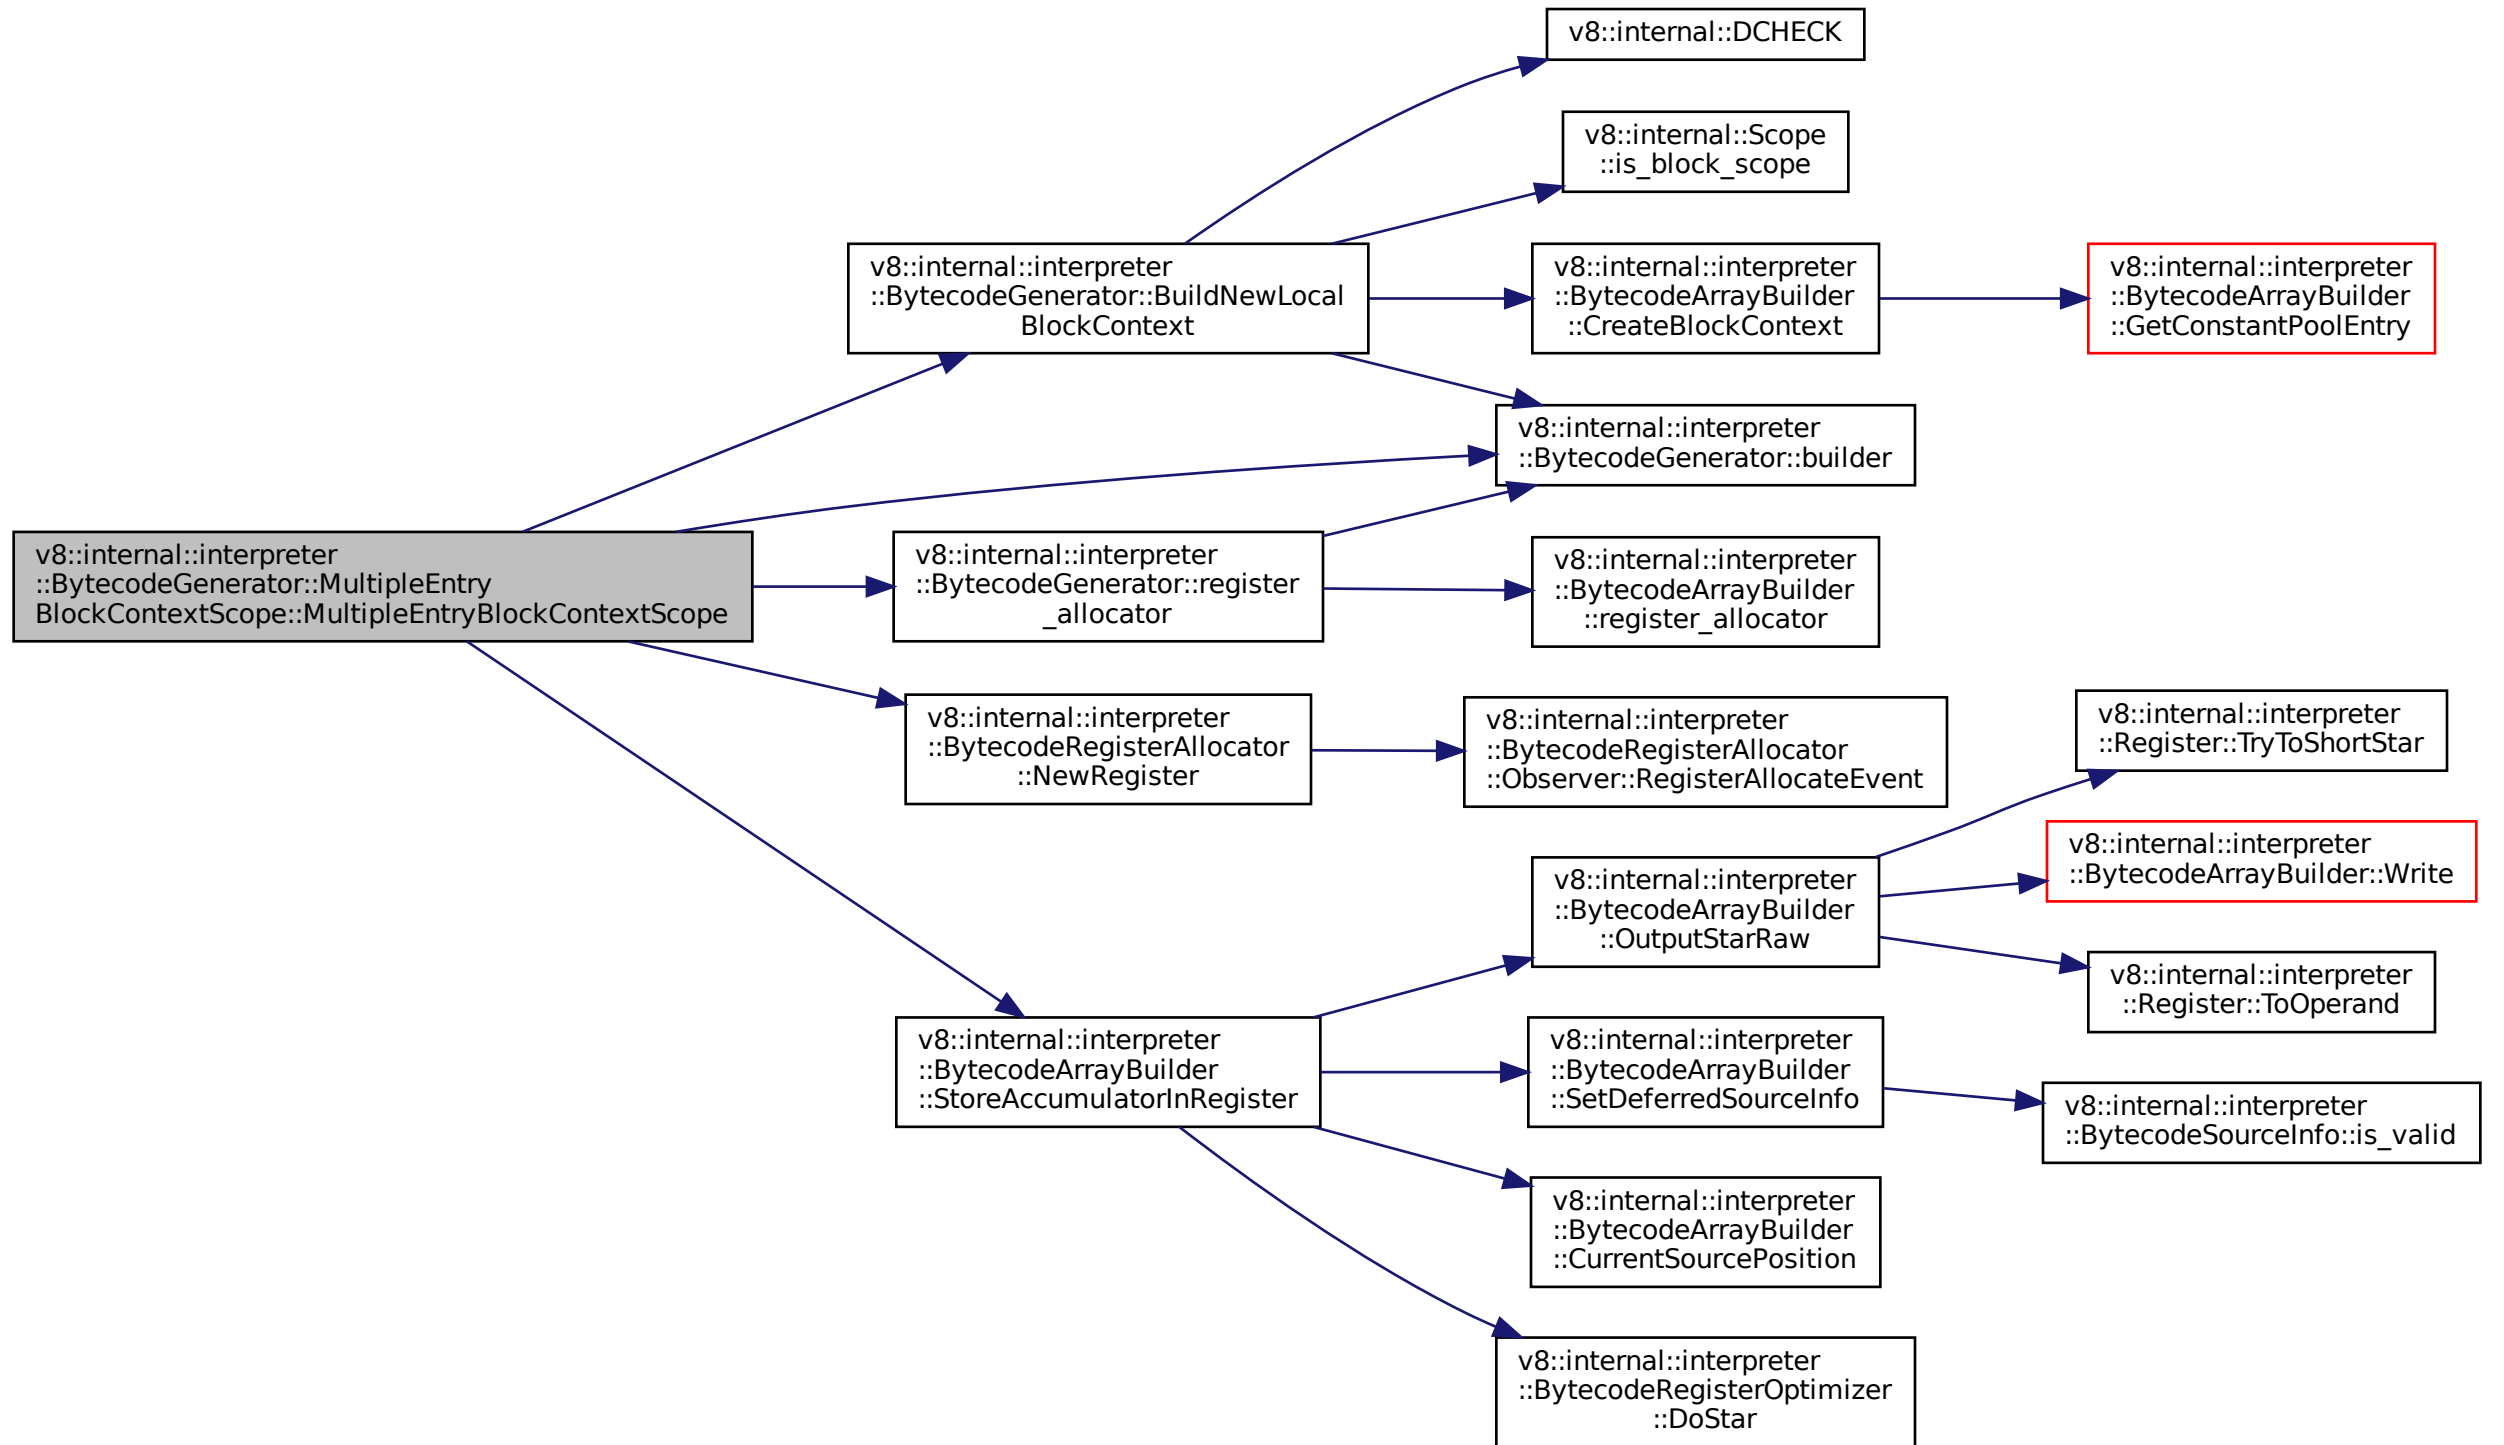 v8::internal::DCHECK
v8::internal::Scope
::is_block_scope
v8::internal::interpreter
::BytecodeGenerator::BuildNewLocal
BlockContext
v8::internal::interpreter
::BytecodeArrayBuilder
::CreateBlockContext
v8::internal::interpreter
::BytecodeArrayBuilder
::GetConstantPoolEntry
v8::internal::interpreter
::BytecodeGenerator::builder
v8::internal::interpreter
::BytecodeGenerator::MultipleEntry
BlockContextScope::MultipleEntryBlockContextScope
v8::internal::interpreter
::BytecodeGenerator::register
_allocator
v8::internal::interpreter
::BytecodeArrayBuilder
::register_allocator
v8::internal::interpreter
::BytecodeRegisterAllocator
::NewRegister
v8::internal::interpreter
::BytecodeRegisterAllocator
::Observer::RegisterAllocateEvent
v8::internal::interpreter
::Register::TryToShortStar
v8::internal::interpreter
::BytecodeArrayBuilder::Write
v8::internal::interpreter
::BytecodeArrayBuilder
::OutputStarRaw
v8::internal::interpreter
::Register::ToOperand
v8::internal::interpreter
::BytecodeArrayBuilder
::StoreAccumulatorInRegister
v8::internal::interpreter
::BytecodeArrayBuilder
::SetDeferredSourceInfo
v8::internal::interpreter
::BytecodeSourceInfo::is_valid
v8::internal::interpreter
::BytecodeArrayBuilder
::CurrentSourcePosition
v8::internal::interpreter
::BytecodeRegisterOptimizer
::DoStar